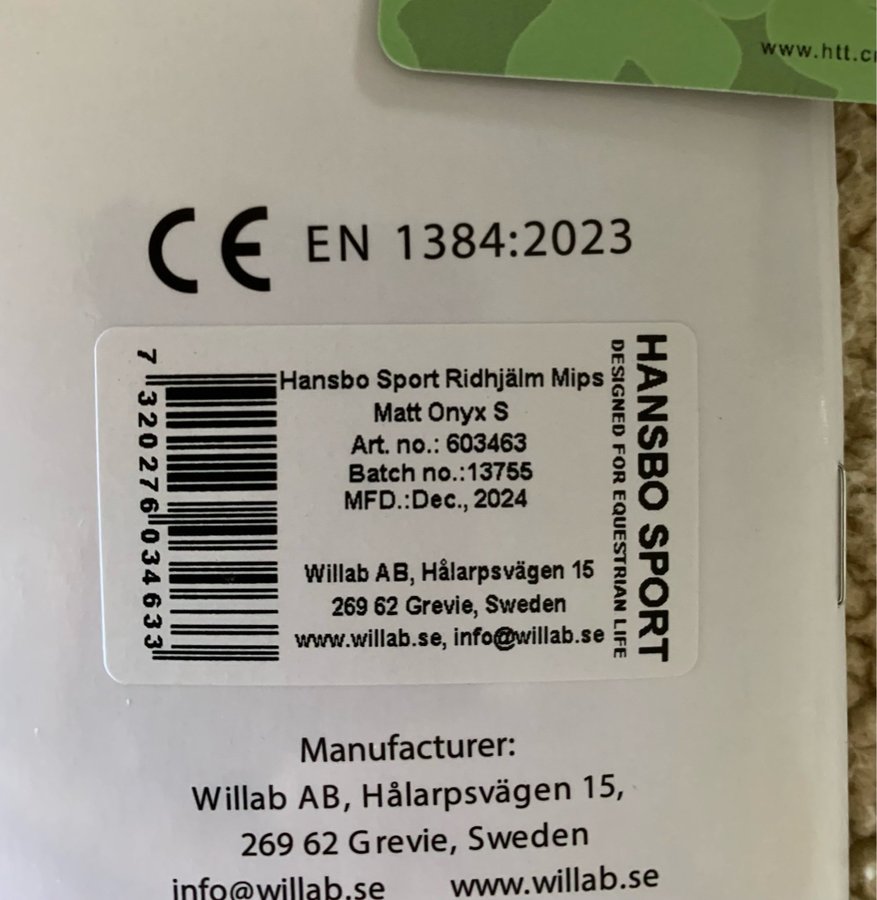 www.htt.c
CE EN 1384:2023
7 320276 034633
Hansbo Sport Ridhjälm Mips
Matt Onyx S
Art. no.: 603463
Batch no.:13755
MFD.:Dec., 2024
Willab AB, Hålarpsvägen 15
269 62 Grevie, Sweden
www.willab.se, info@willab.se
DESIGNED FOR EQUESTRIAN LIFE
HANSBO SPORT
Manufacturer:
Willab AB, Hålarpsvägen 15,
269 62 Grevie, Sweden
info@willab.se www.willab.se